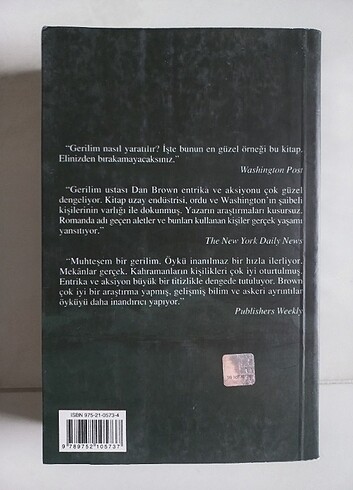 “Gerilim nasıl yaratılır? İşte bunun en güzel örneği bu kitap.
Elinizden bırakamayacaksınız.”
Washington Post
“Gerilim ustası Dan Brown entrika ve aksiyonu çok güzel
dengeliyor. Kitap uzay endüstrisi, ordu ve Washington’ın şaibeli
kişilerinin varlığı ile dokunmuş. Yazarın araştırmaları kusursuz.
Romanda adı geçen aletler ve bunları kullanan kişiler gerçek yaşamı
yansıtıyor.”
The New York Daily News
“Muhteşem bir gerilim. Öykü inanılmaz bir hızla ilerliyor.
Mekânlar gerçek. Kahramanların kişilikleri çok iyi oturtulmuş.
Entrika ve aksiyon büyük bir titizlikle dengede tutuluyor. Brown
çok iyi bir araştırma yapmış, gelişmiş bilim ve askeri ayrıntılar
öyküyü daha inandırıcı yapıyor.”
Publishers Weekly
ISBN 975-21-0573-4
9 789752 105737